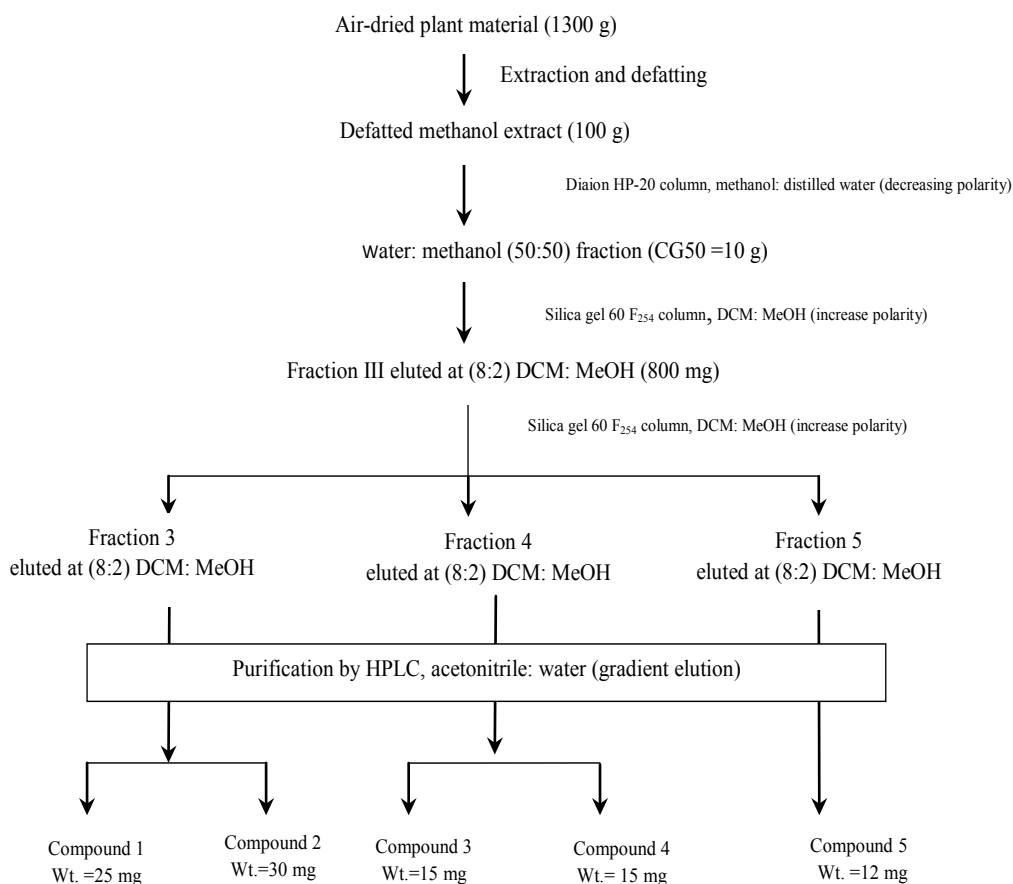 Air-dried plant material (1300 g)
Extraction and defatting
Defatted methanol extract (100 g)
Diaion HP-20 column, methanol: distilled water (decreasing polarity)
Water: methanol (50:50) fraction (CG50 =10 g)
Silica gel 60 F₂₅₄ column, DCM: MeOH (increase polarity)
Fraction III eluted at (8:2) DCM: MeOH (800 mg)
Silica gel 60 F₂₅₄ column, DCM: MeOH (increase polarity)
Fraction 3
eluted at (8:2) DCM: MeOH
Fraction 4
eluted at (8:2) DCM: MeOH
Fraction 5
eluted at (8:2) DCM: MeOH
Purification by HPLC, acetonitrile: water (gradient elution)
Compound 1
Wt. =25 mg
Compound 2
Wt.=30 mg
Compound 3
Wt.=15 mg
Compound 4
Wt.= 15 mg
Compound 5
Wt.=12 mg